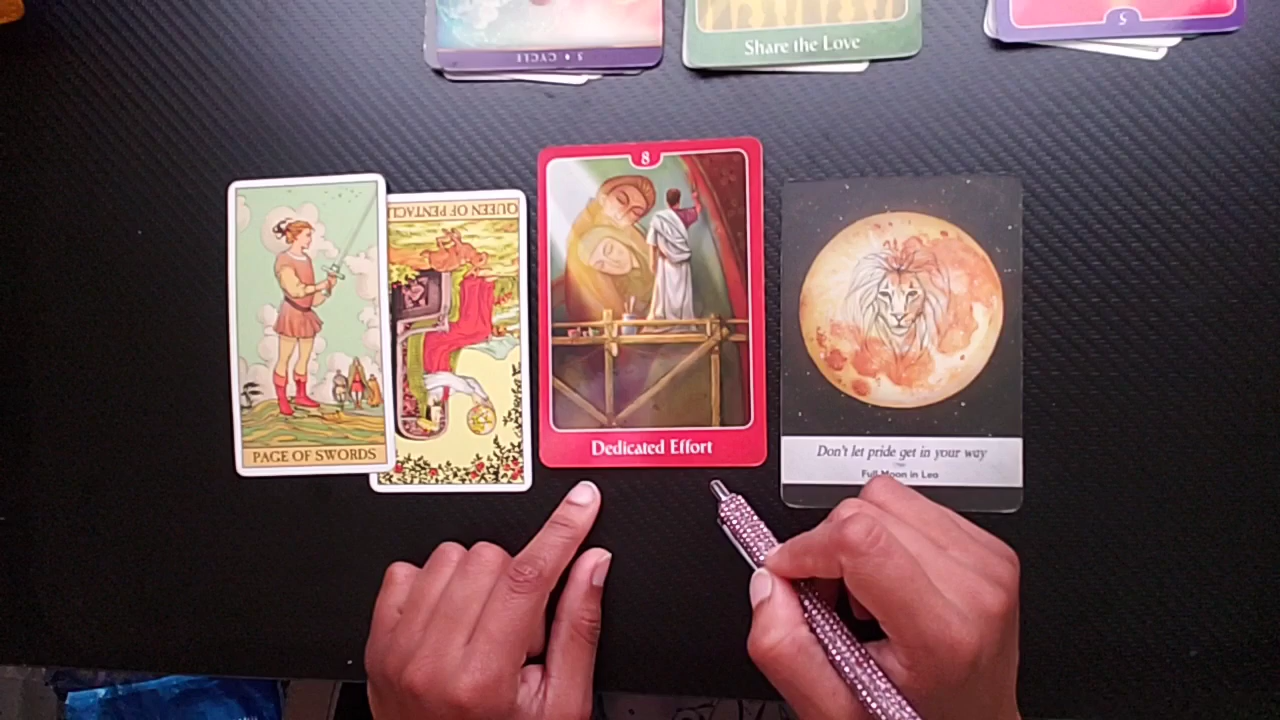 5 • CYCLE
Share the Love
5
8
QUEEN OF PENTACL
PAGE OF SWORDS
Dedicated Effort
Don't let pride get in your way
Full Moon in Leo